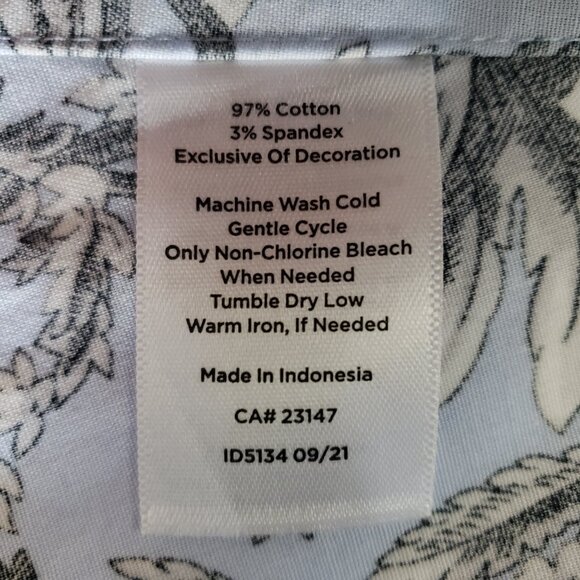 97% Cotton
3% Spandex
Exclusive Of Decoration
Machine Wash Cold
Gentle Cycle
Only Non-Chlorine Bleach
When Needed
Tumble Dry Low
Warm Iron, If Needed
Made In Indonesia
CA# 23147
ID5134 09/21